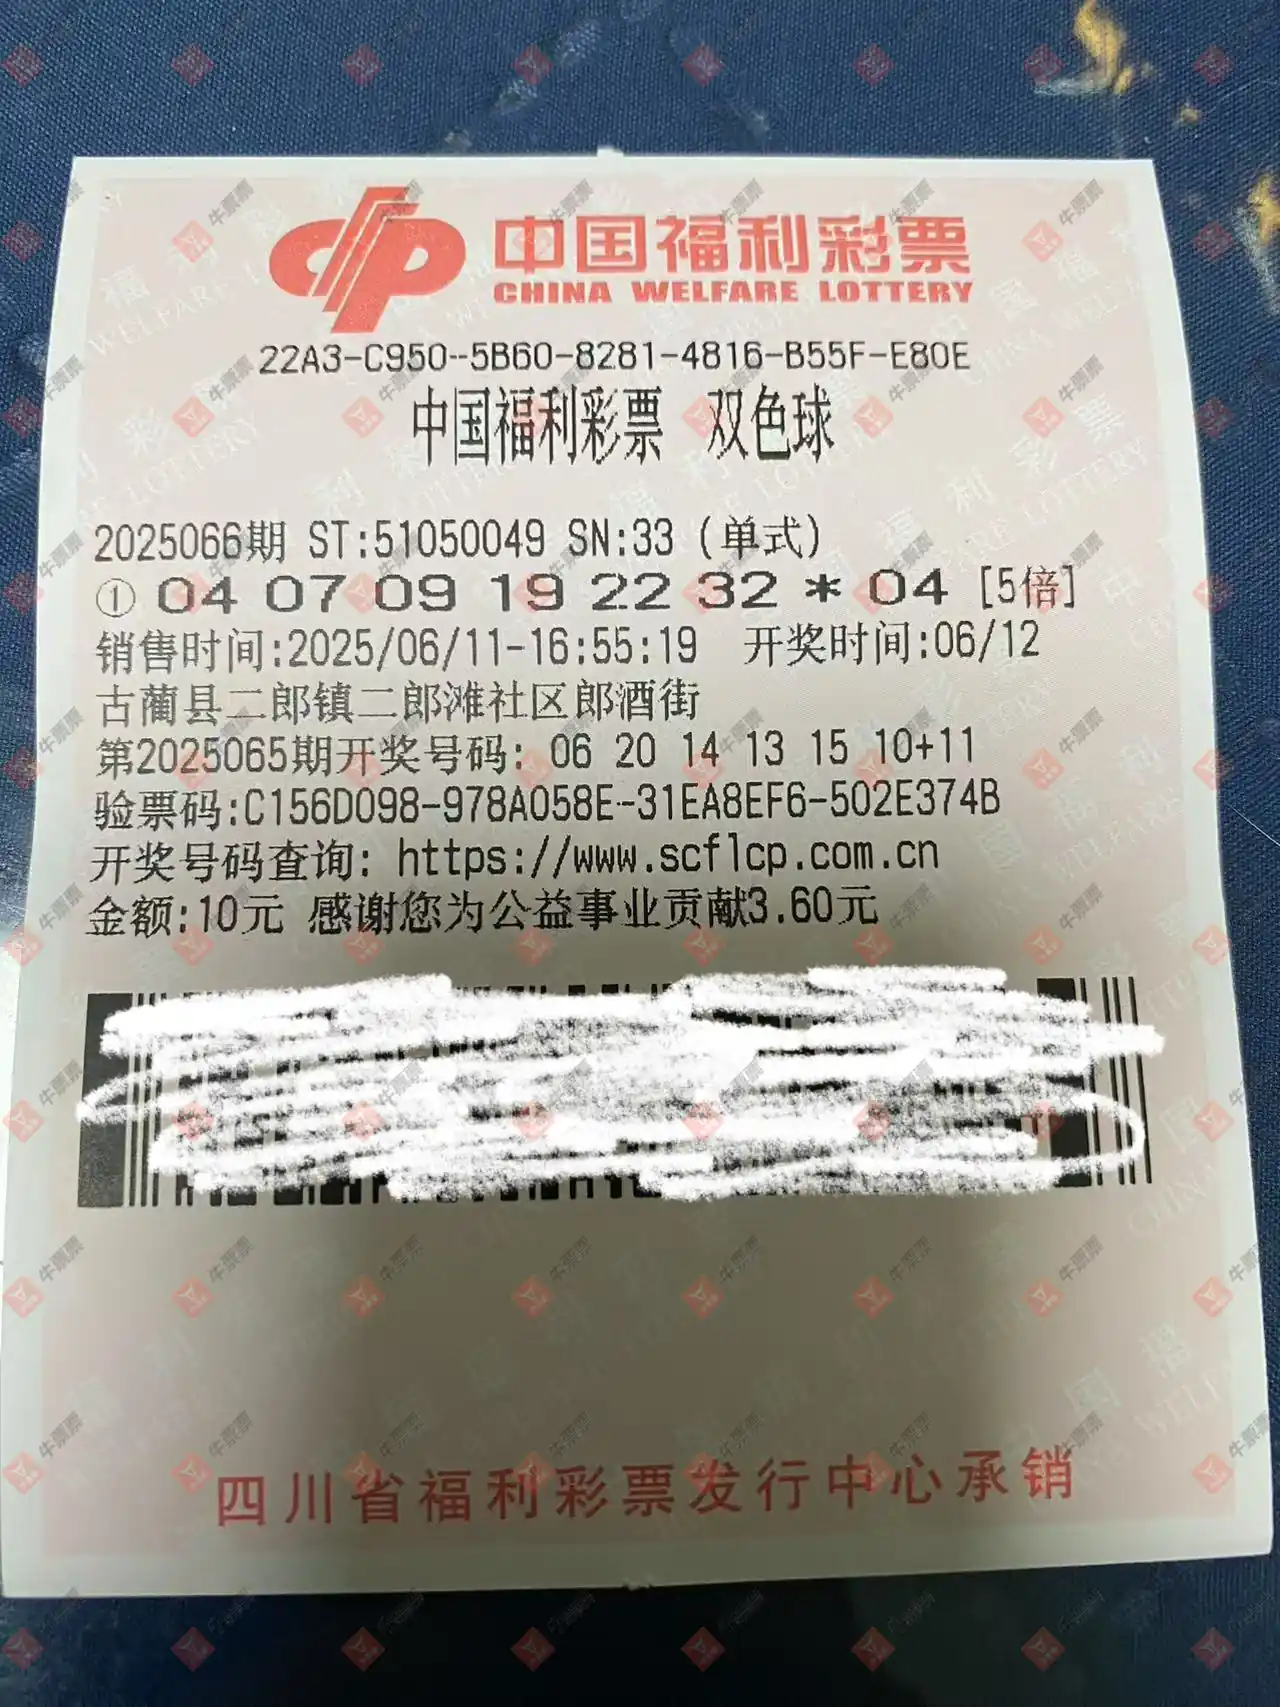 中国福利彩票
CHINA WELFARE LOTTERY
22A3-C950-5B60-8281-4816-B55F-E80E
中国福利彩票 双色球
2025066期 ST:51050049 SN:33 (单式)
① 04 07 09 19 22 32 * 04 [5倍]
销售时间:2025/06/11-16:55:19 开奖时间:06/12
古蔺县二郎镇二郎滩社区郎酒街
第2025065期开奖号码: 06 20 14 13 15 10+11
验票码:C156D098-978A058E-31EA8EF6-502E374B
开奖号码查询: https://www.scflcp.com.cn
金额:10元 感谢您为公益事业贡献3.60元
四川省福利彩票发行中心承销
牛票票